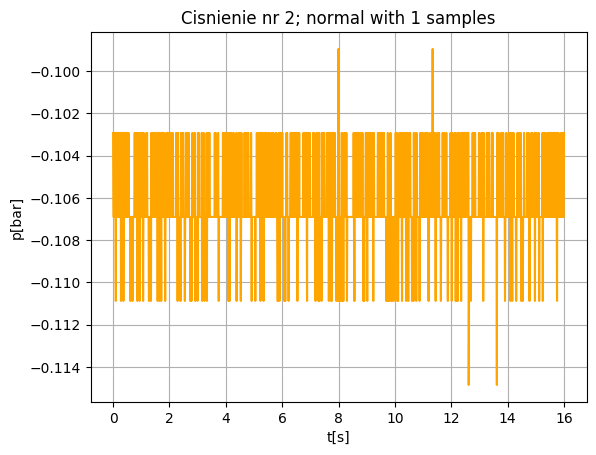 Cisnienie nr 2; normal with 1 samples
−0.100
−0.102
−0.104
−0.106
−0.108
−0.110
−0.112
−0.114
p[bar]
0 2 4 6 8 10 12 14 16
t[s]